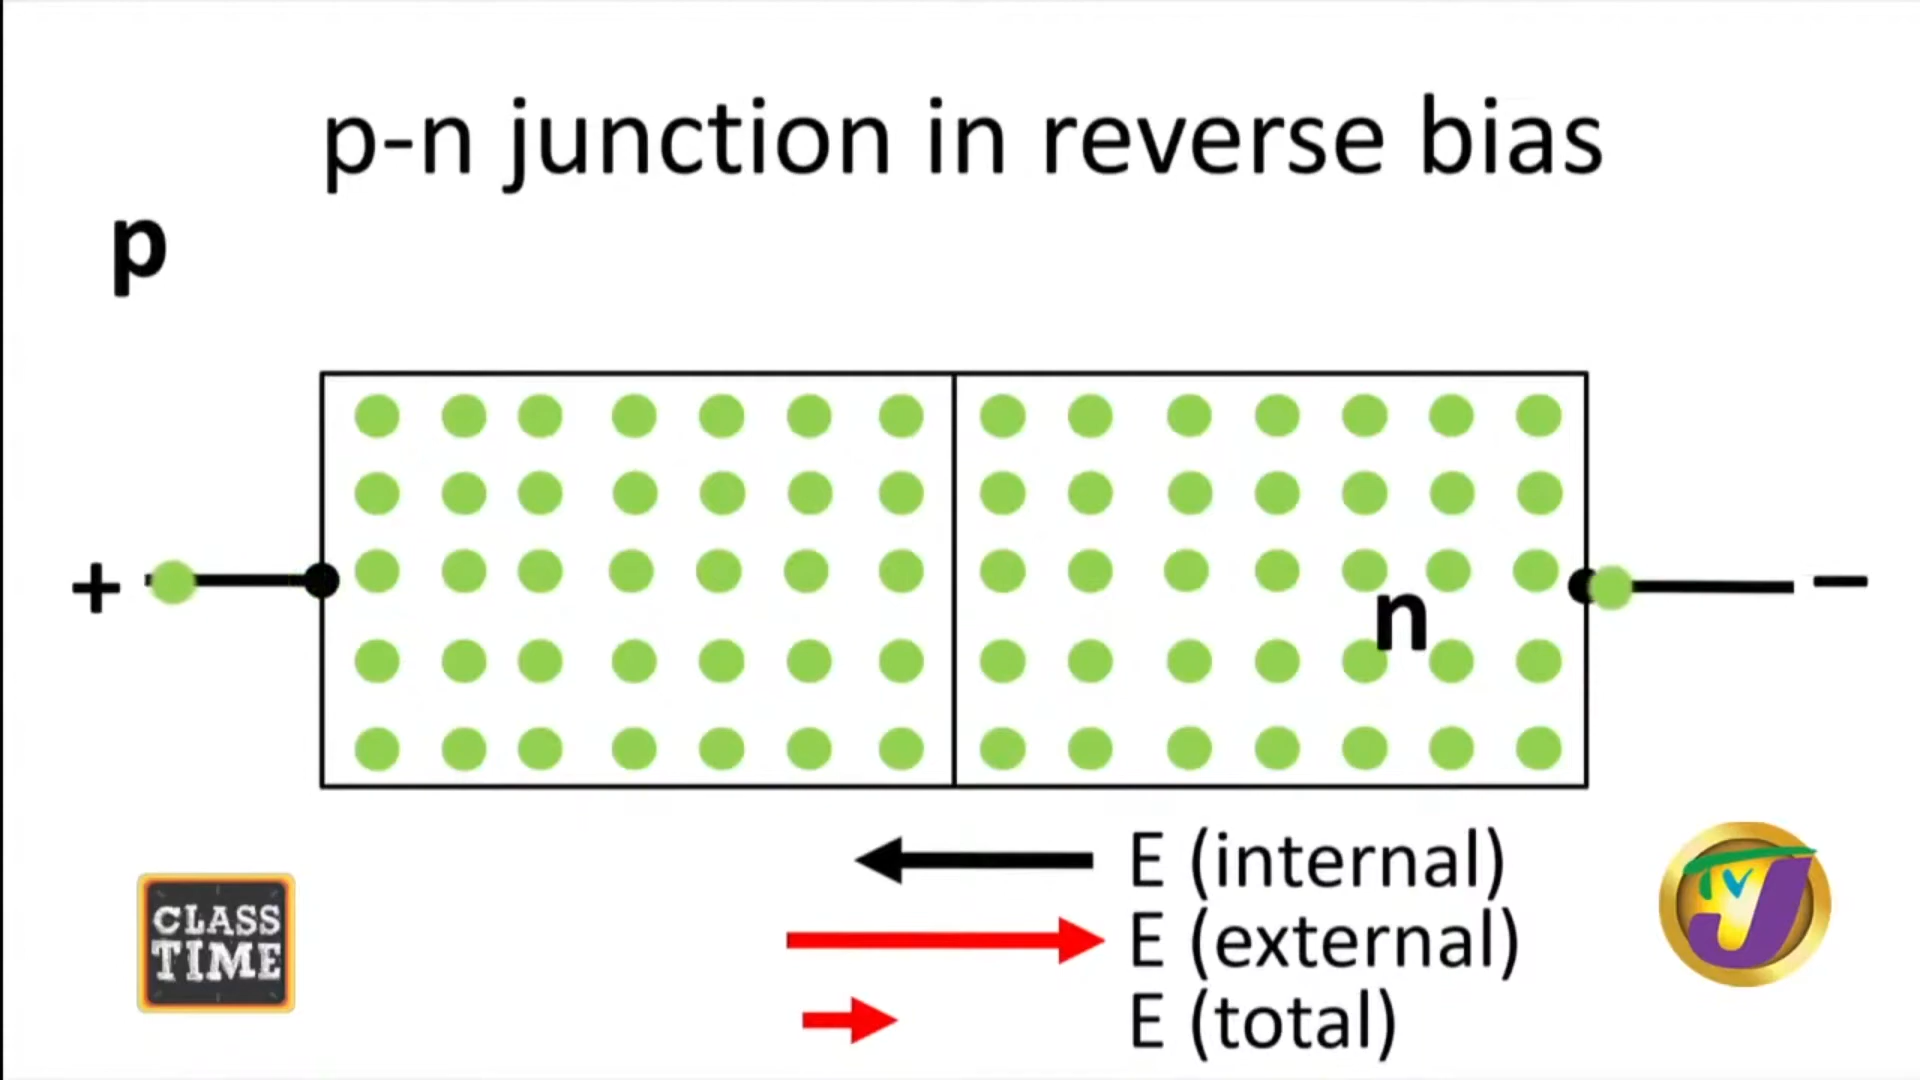 p-n junction in reverse bias
p
+
−
n
E (internal)
E (external)
E (total)
CLASS
TIME
TVJ